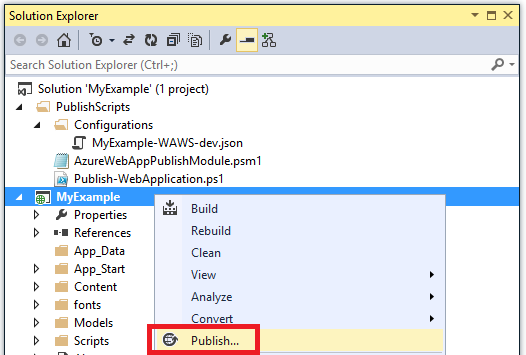 Solution Explorer
Search Solution Explorer (Ctrl+;)
Solution 'MyExample' (1 project)
PublishScripts
Configurations
MyExample-WAWS-dev.json
AzureWebAppPublishModule.psm1
Publish-WebApplication.ps1
MyExample
Properties
References
App_Data
App_Start
Content
fonts
Models
Scripts
Build
Rebuild
Clean
View
Analyze
Convert
Publish...